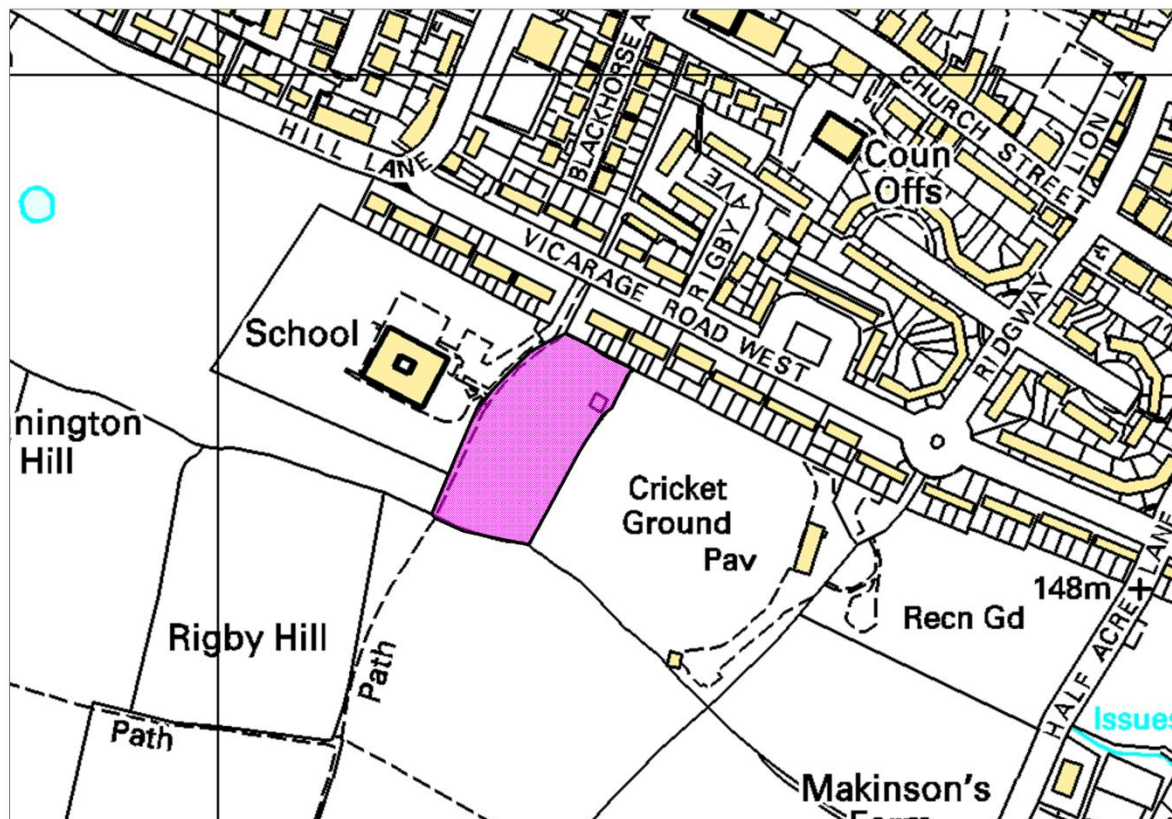 BLACKHORSE A
CHURCH STREET
LION LA
HILL LANE
Coun
Offs
RIGBY AVE
VICARAGE ROAD WEST
RIDGWAY
School
nington
Hill
Cricket
Ground
Pav
148m
Recn Gd
HALF ACRE LANE
Rigby Hill
Path
Path
Issues
Makinson's
Farm